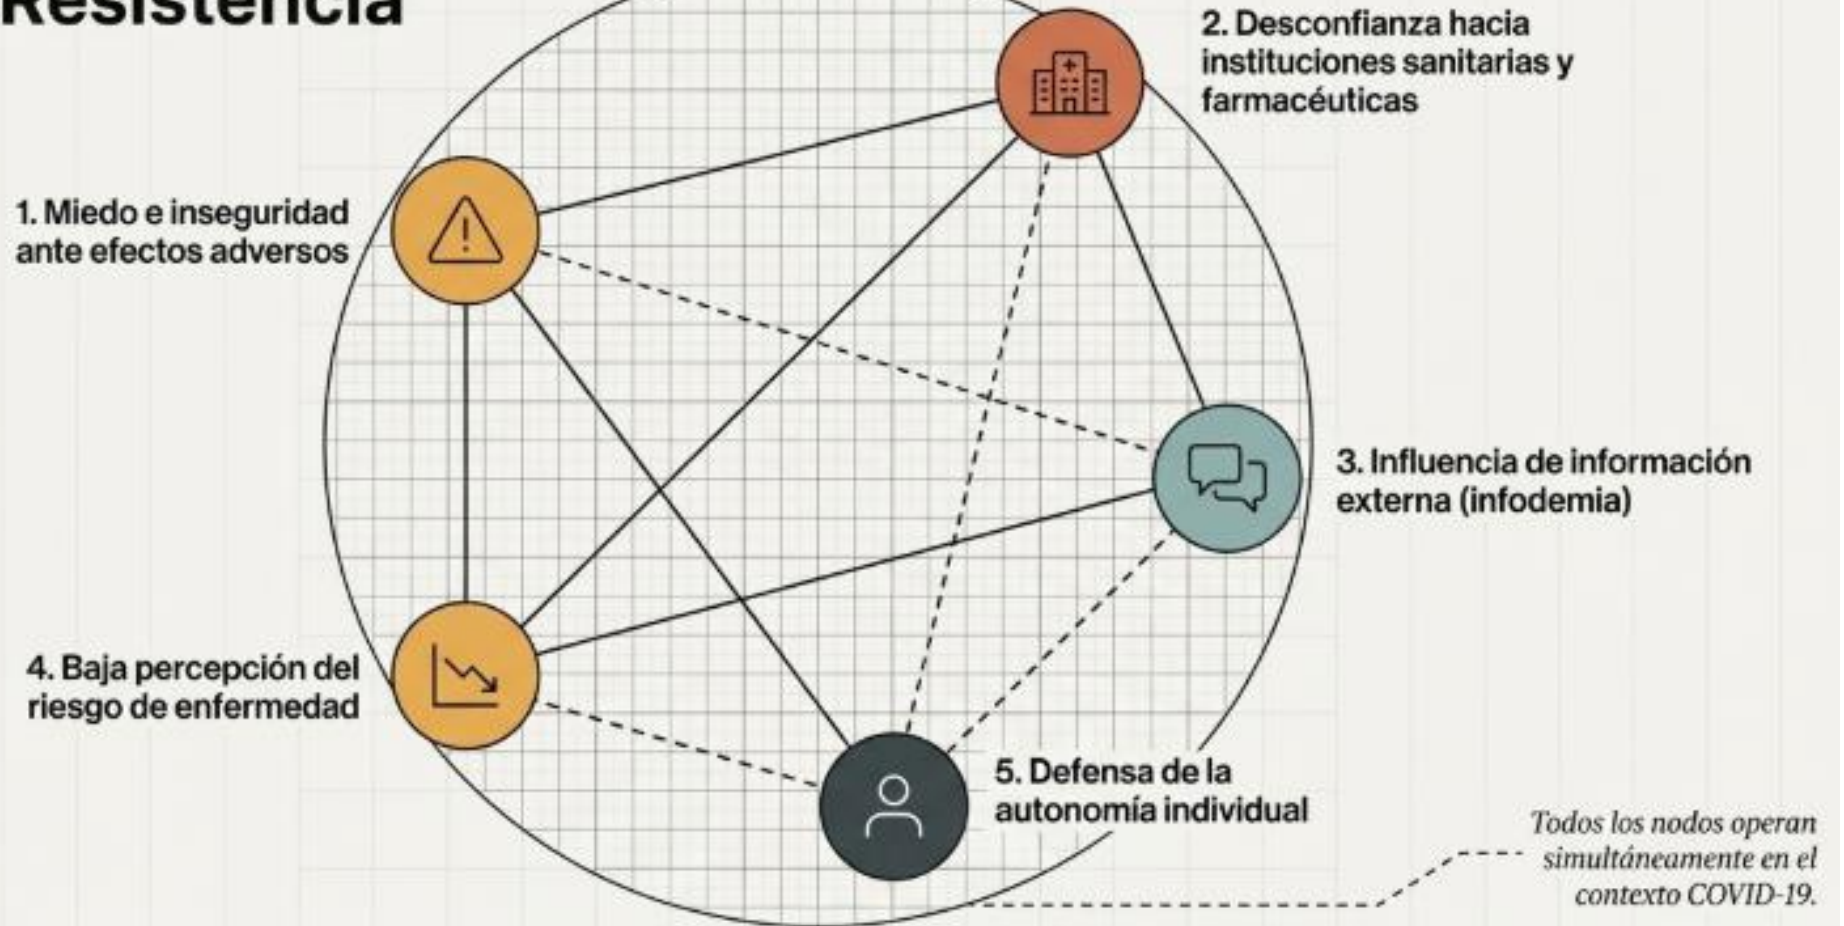 Resistencia
2. Desconfianza hacia
instituciones sanitarias y
farmacéuticas
1. Miedo e inseguridad
ante efectos adversos
3. Influencia de información
externa (infodemia)
4. Baja percepción del
riesgo de enfermedad
5. Defensa de la
autonomía individual
Todos los nodos operan
simultáneamente en el
contexto COVID-19.